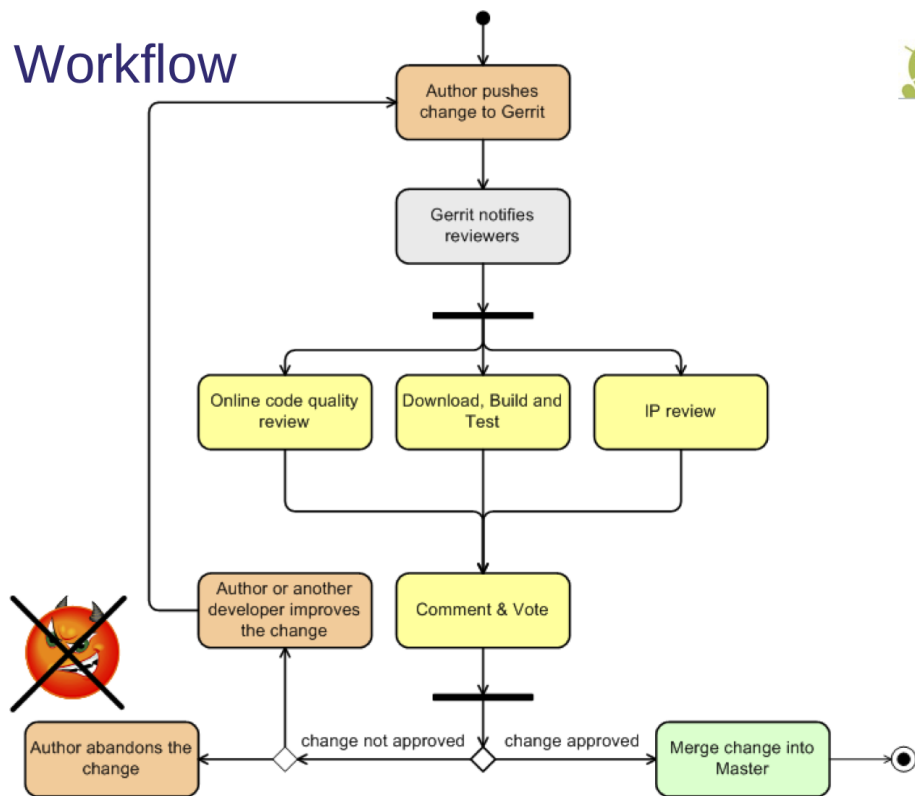 Workflow
Author pushes
change to Gerrit
Gerrit notifies
reviewers
Online code quality
review
Download, Build and
Test
IP review
Author or another
developer improves
the change
Comment & Vote
Author abandons the
change
change not approved
change approved
Merge change into
Master